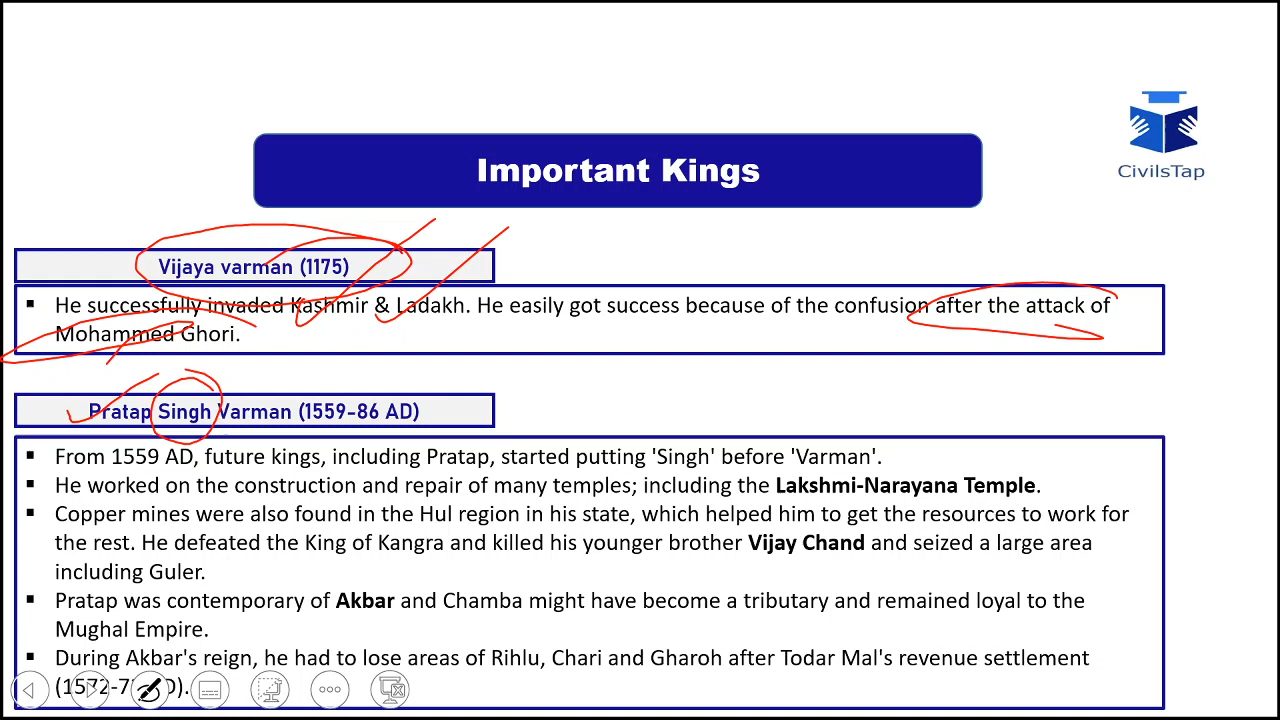 CivilsTap
Important Kings
Vijaya varman (1175)
▪ He successfully invaded Kashmir & Ladakh. He easily got success because of the confusion after the attack of
Mohammed Ghori.
Pratap Singh Varman (1559-86 AD)
▪ From 1559 AD, future kings, including Pratap, started putting 'Singh' before 'Varman'.
▪ He worked on the construction and repair of many temples; including the Lakshmi-Narayana Temple.
▪ Copper mines were also found in the Hul region in his state, which helped him to get the resources to work for
the rest. He defeated the King of Kangra and killed his younger brother Vijay Chand and seized a large area
including Guler.
▪ Pratap was contemporary of Akbar and Chamba might have become a tributary and remained loyal to the
Mughal Empire.
▪ During Akbar's reign, he had to lose areas of Rihlu, Chari and Gharoh after Todar Mal's revenue settlement